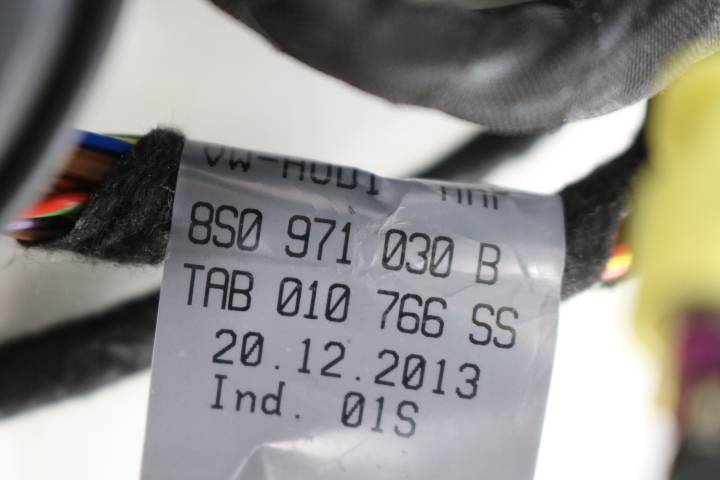 VW-AUDI
8S0 971 030 B
TAB 010 766 SS
20.12.2013
Ind. 01S